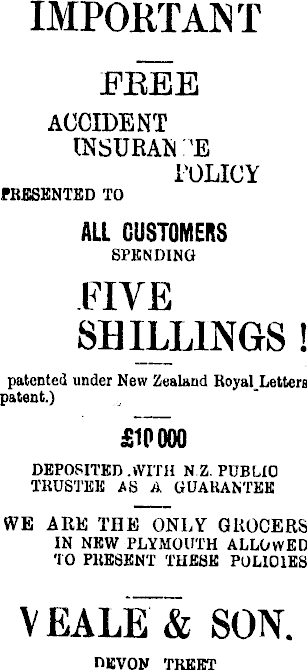 IMPORTANT
FREE
ACCIDENT
INSURANCE
POLICY
PRESENTED TO
ALL CUSTOMERS
SPENDING
FIVE
SHILLINGS !
patented under New Zealand Royal Letters
patent.)
£10 000
DEPOSITED WITH N.Z. PUBLIC
TRUSTEE AS A GUARANTEE
WE ARE THE ONLY GROCERS
IN NEW PLYMOUTH ALLOWED
TO PRESENT THESE POLICIES
VEALE & SON.
DEVON TREET